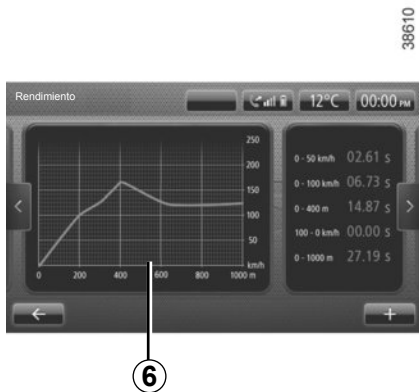 38610
Rendimiento
12°C
00:00 PM
250
200
150
100
50
km/h
0 200 400 600 800 1000 m
0 - 50 km/h 02.61 S
0 - 100 km/h 06.73 S
0 - 400 m 14.87 S
100 - 0 km/h 00.00 S
0 - 1000 m 27.19 S
6